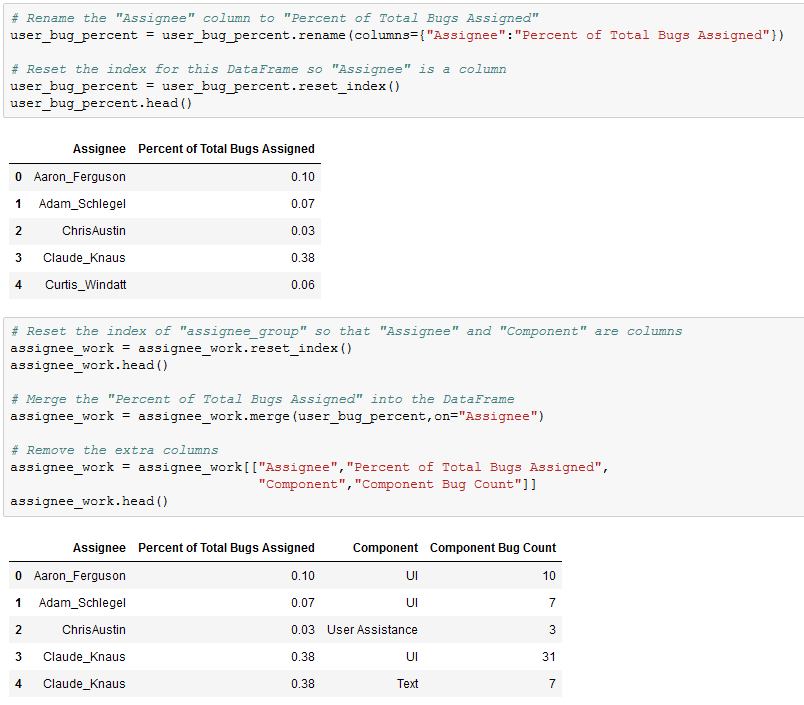 # Rename the "Assignee" column to "Percent of Total Bugs Assigned"
user_bug_percent = user_bug_percent.rename(columns={"Assignee":"Percent of Total Bugs Assigned"})
# Reset the index for this DataFrame so "Assignee" is a column
user_bug_percent = user_bug_percent.reset_index()
user_bug_percent.head()
Assignee Percent of Total Bugs Assigned
0 Aaron_Ferguson 0.10
1 Adam_Schlegel 0.07
2 ChrisAustin 0.03
3 Claude_Knaus 0.38
4 Curtis_Windatt 0.06
# Reset the index of "assignee_group" so that "Assignee" and "Component" are columns
assignee_work = assignee_work.reset_index()
assignee_work.head()
# Merge the "Percent of Total Bugs Assigned" into the DataFrame
assignee_work = assignee_work.merge(user_bug_percent,on="Assignee")
# Remove the extra columns
assignee_work = assignee_work[["Assignee","Percent of Total Bugs Assigned",
"Component","Component Bug Count"]]
assignee_work.head()
Assignee Percent of Total Bugs Assigned Component Component Bug Count
0 Aaron_Ferguson 0.10 UI 10
1 Adam_Schlegel 0.07 UI 7
2 ChrisAustin 0.03 User Assistance 3
3 Claude_Knaus 0.38 UI 31
4 Claude_Knaus 0.38 Text 7